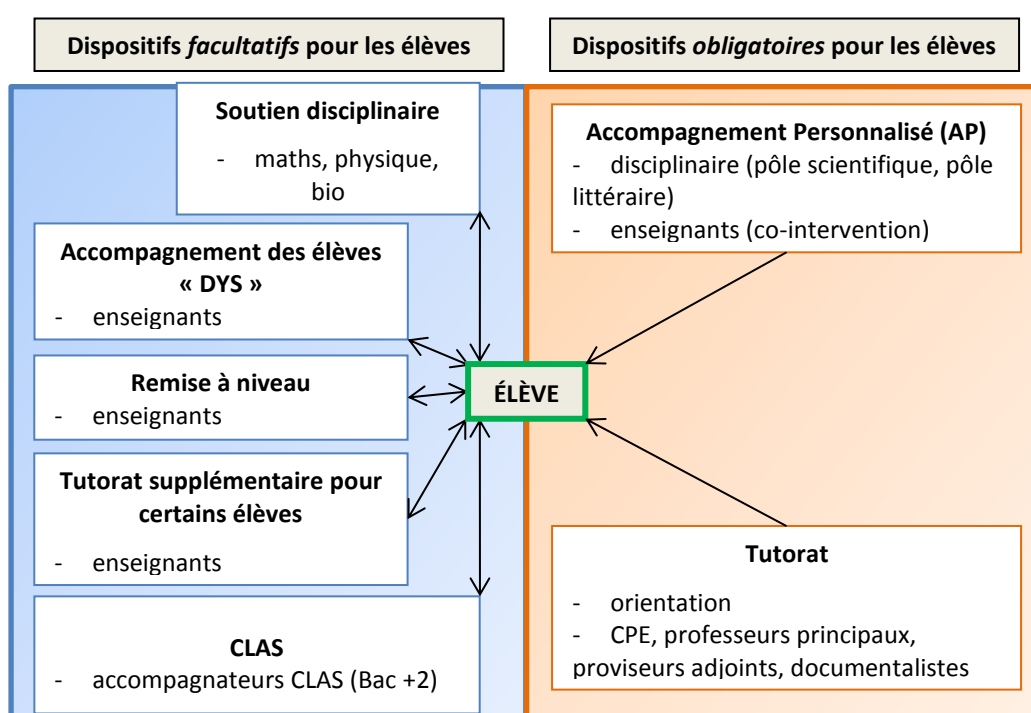 Dispositifs facultatifs pour les élèves
Dispositifs obligatoires pour les élèves
Soutien disciplinaire
- maths, physique,
bio
Accompagnement des élèves
« DYS »
- enseignants
Remise à niveau
- enseignants
Tutorat supplémentaire pour
certains élèves
- enseignants
CLAS
- accompagnateurs CLAS (Bac +2)
ÉLÈVE
Accompagnement Personnalisé (AP)
- disciplinaire (pôle scientifique, pôle
littéraire)
- enseignants (co-intervention)
Tutorat
- orientation
- CPE, professeurs principaux,
proviseurs adjoints, documentalistes